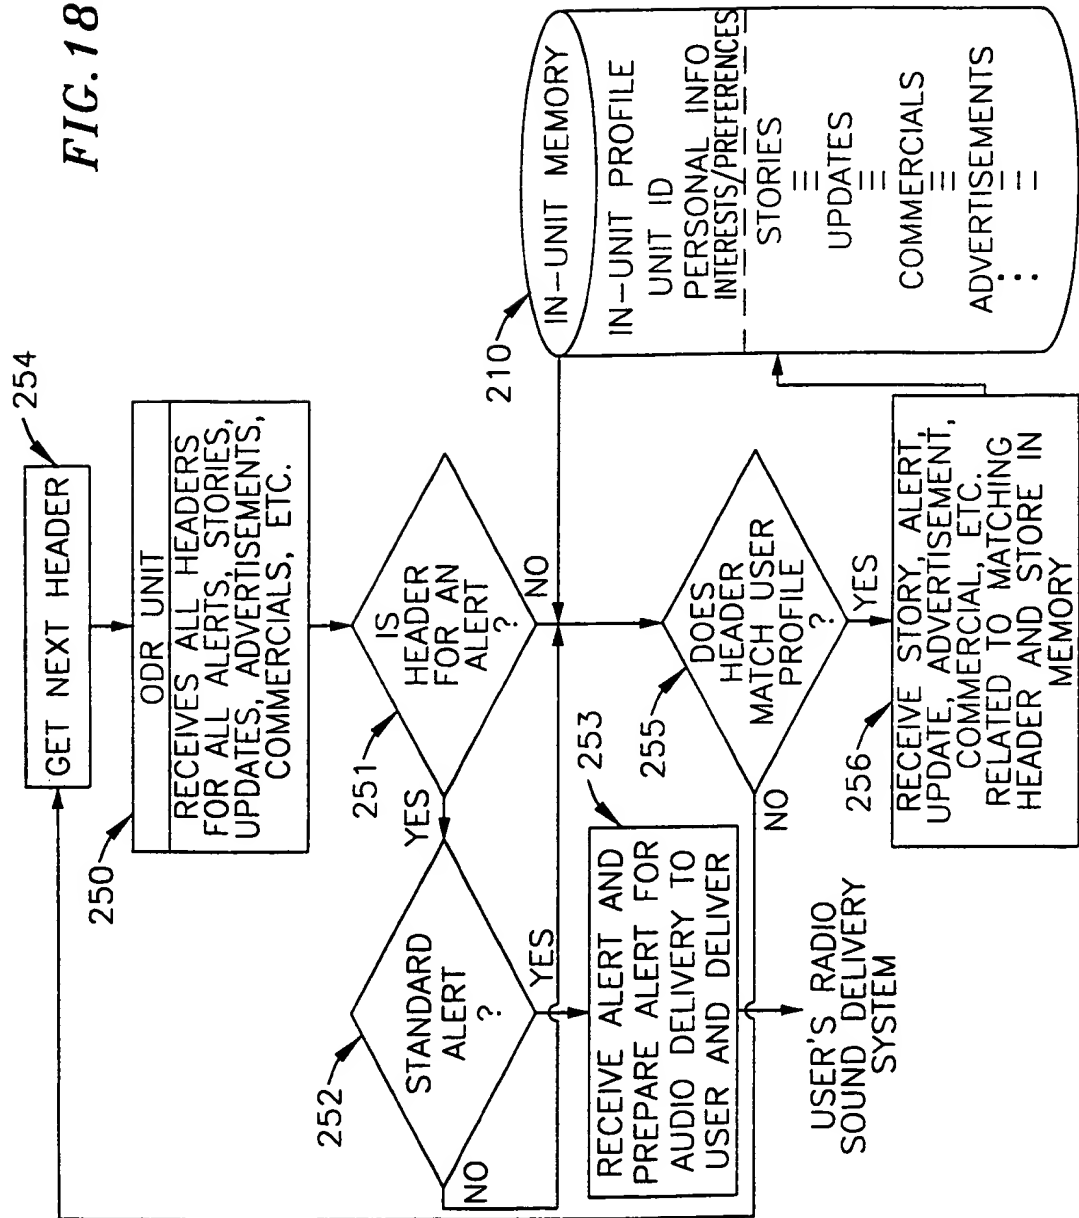 FIG.18
254
GET NEXT HEADER
250
ODR UNIT
RECEIVES ALL HEADERS
FOR ALL ALERTS, STORIES,
UPDATES, ADVERTISEMENTS,
COMMERCIALS, ETC.
251
IS
HEADER
FOR AN
ALERT
?
YES
NO
252
STANDARD
ALERT
?
NO
YES
253
RECEIVE ALERT AND
PREPARE ALERT FOR
AUDIO DELIVERY TO
USER AND DELIVER
USER'S RADIO
SOUND DELIVERY
SYSTEM
255
DOES
HEADER
MATCH USER
PROFILE
?
NO
YES
256
RECEIVE STORY, ALERT,
UPDATE, ADVERTISEMENT,
COMMERCIAL, ETC.
RELATED TO MATCHING
HEADER AND STORE IN
MEMORY
210
IN-UNIT MEMORY
IN-UNIT PROFILE
UNIT ID
PERSONAL INFO
INTERESTS/PREFERENCES
STORIES
UPDATES
COMMERCIALS
ADVERTISEMENTS